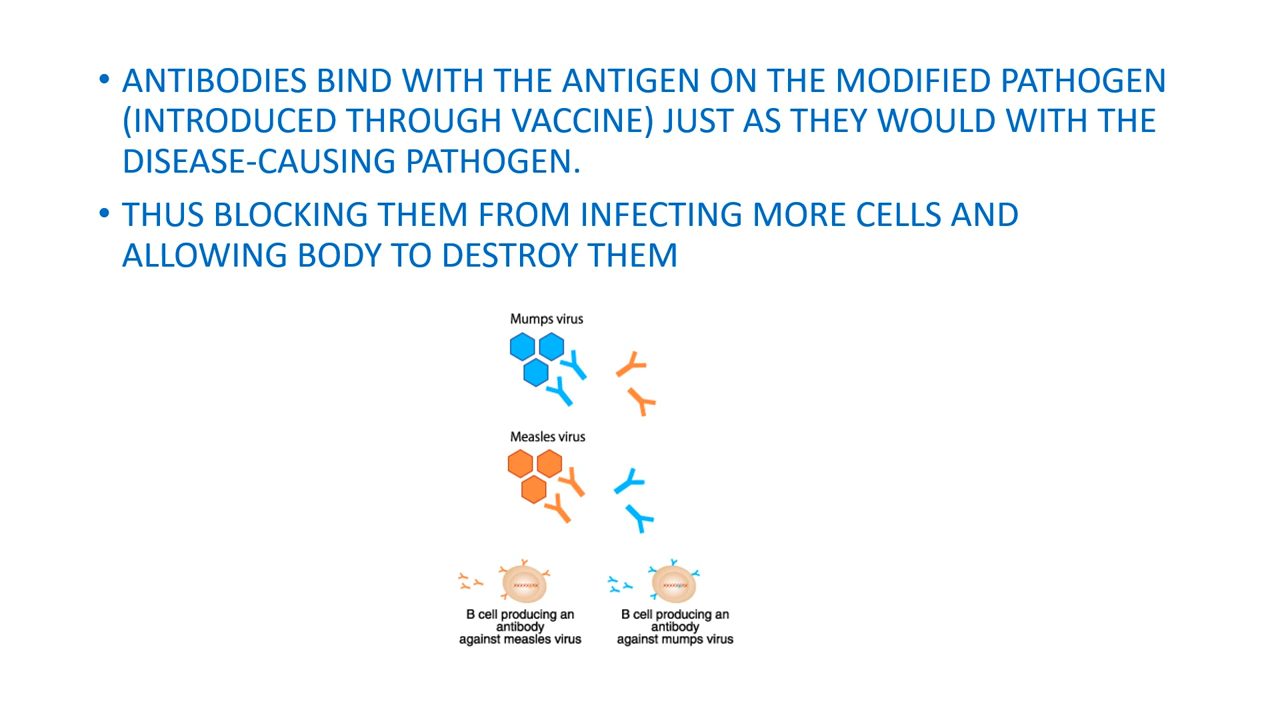 • ANTIBODIES BIND WITH THE ANTIGEN ON THE MODIFIED PATHOGEN
(INTRODUCED THROUGH VACCINE) JUST AS THEY WOULD WITH THE
DISEASE-CAUSING PATHOGEN.
• THUS BLOCKING THEM FROM INFECTING MORE CELLS AND
ALLOWING BODY TO DESTROY THEM
Mumps virus
Measles virus
B cell producing an
antibody
against measles virus
B cell producing an
antibody
against mumps virus